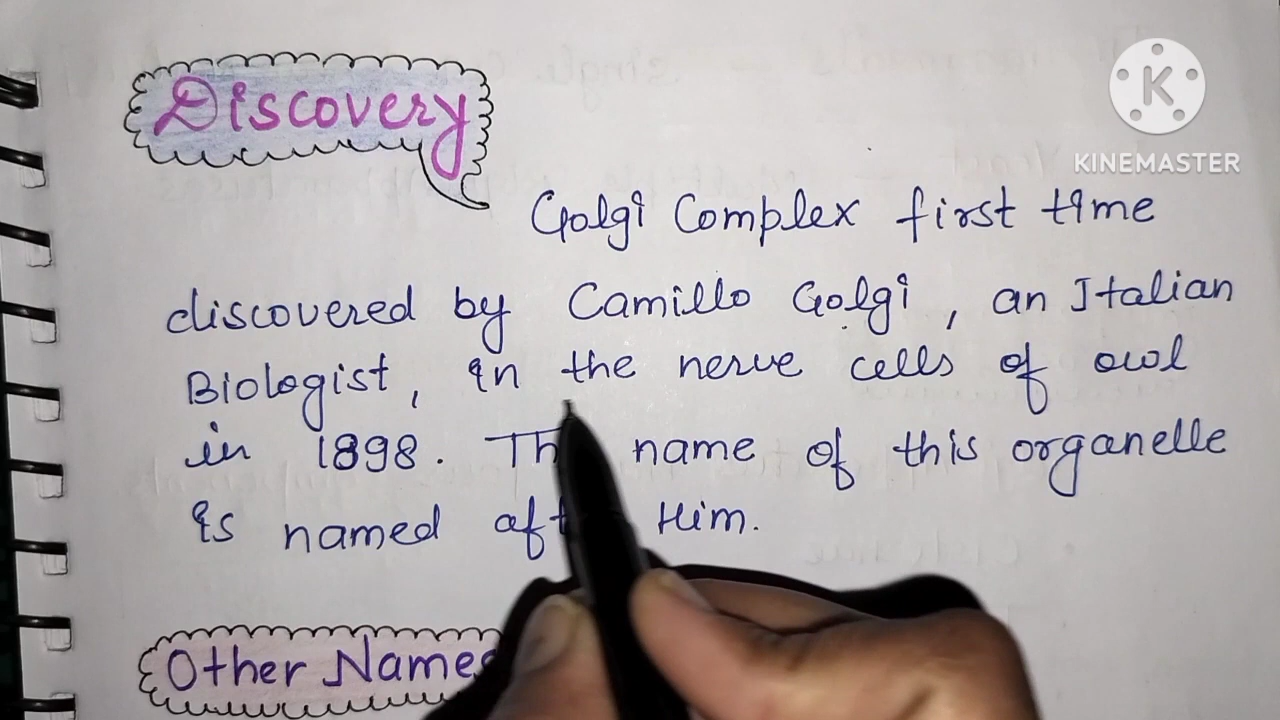 Discovery
KINEMASTER
Golgi Complex first time
discovered by Camillo Golgi, an Italian
Biologist, in the nerve cells of owl
in 1898. Th name of this organelle
is named aft Him.
Other Names